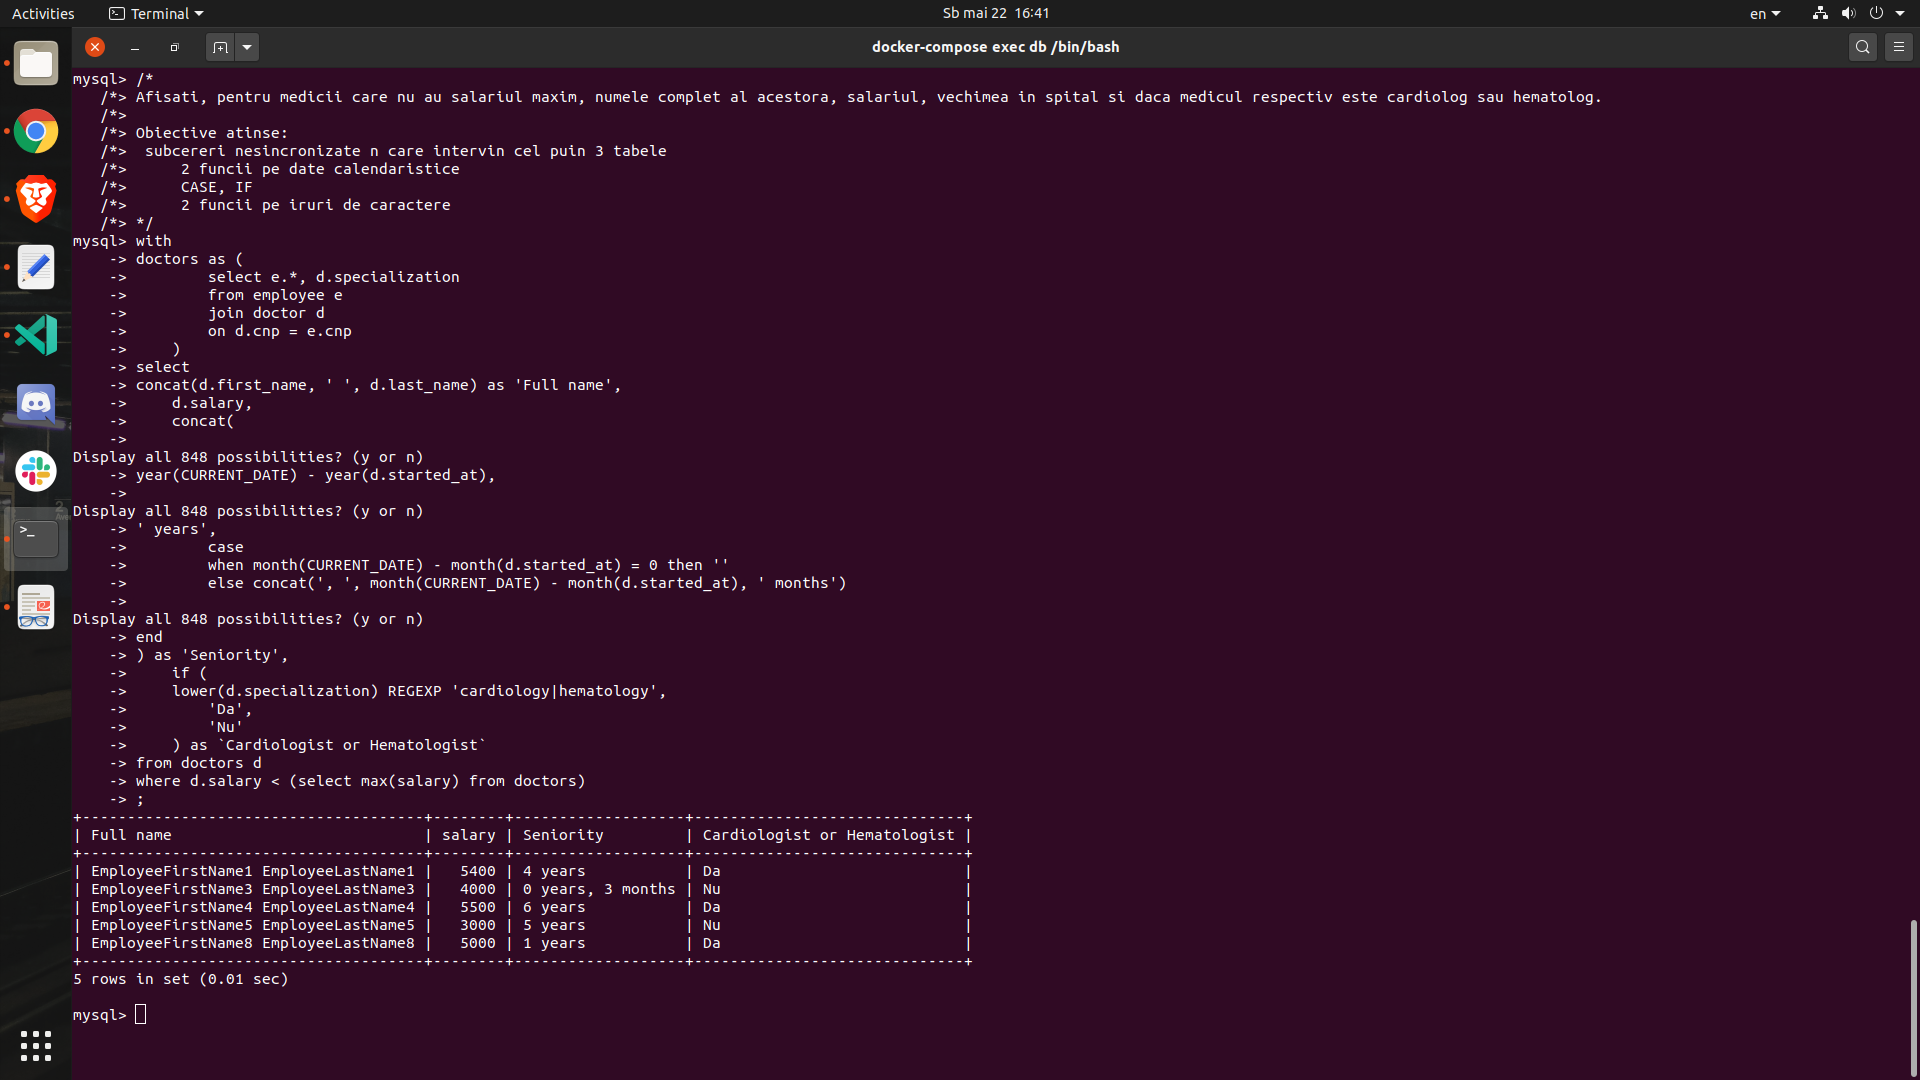 Activities
Terminal
Sb mai 22  16:41
en
docker-compose exec db /bin/bash
mysql> /*
   /*> Afisati, pentru medicii care nu au salariul maxim, numele complet al acestora, salariul, vechimea in spital si daca medicul respectiv este cardiolog sau hematolog.
   /*>
   /*> Obiective atinse:
   /*>  subcereri nesincronizate n care intervin cel puin 3 tabele
   /*>      2 funcii pe date calendaristice
   /*>      CASE, IF
   /*>      2 funcii pe iruri de caractere
   /*> */
mysql> with
    -> doctors as (
    ->         select e.*, d.specialization
    ->         from employee e
    ->         join doctor d
    ->         on d.cnp = e.cnp
    ->     )
    -> select
    -> concat(d.first_name, ' ', d.last_name) as 'Full name',
    ->     d.salary,
    ->     concat(
    ->
Display all 848 possibilities? (y or n)
    -> year(CURRENT_DATE) - year(d.started_at),
    ->
Display all 848 possibilities? (y or n)
    -> ' years',
    ->         case
    ->         when month(CURRENT_DATE) - month(d.started_at) = 0 then ''
    ->         else concat(', ', month(CURRENT_DATE) - month(d.started_at), ' months')
    ->
Display all 848 possibilities? (y or n)
    -> end
    -> ) as 'Seniority',
    ->     if (
    ->     lower(d.specialization) REGEXP 'cardiology|hematology',
    ->         'Da',
    ->         'Nu'
    ->     ) as `Cardiologist or Hematologist`
    -> from doctors d
    -> where d.salary < (select max(salary) from doctors)
    -> ;
+--------------------------------------+--------+-------------------+------------------------------+
| Full name                            | salary | Seniority         | Cardiologist or Hematologist |
+--------------------------------------+--------+-------------------+------------------------------+
| EmployeeFirstName1 EmployeeLastName1 |   5400 | 4 years           | Da                           |
| EmployeeFirstName3 EmployeeLastName3 |   4000 | 0 years, 3 months | Nu                           |
| EmployeeFirstName4 EmployeeLastName4 |   5500 | 6 years           | Da                           |
| EmployeeFirstName5 EmployeeLastName5 |   3000 | 5 years           | Nu                           |
| EmployeeFirstName8 EmployeeLastName8 |   5000 | 1 years           | Da                           |
+--------------------------------------+--------+-------------------+------------------------------+
5 rows in set (0.01 sec)
mysql>